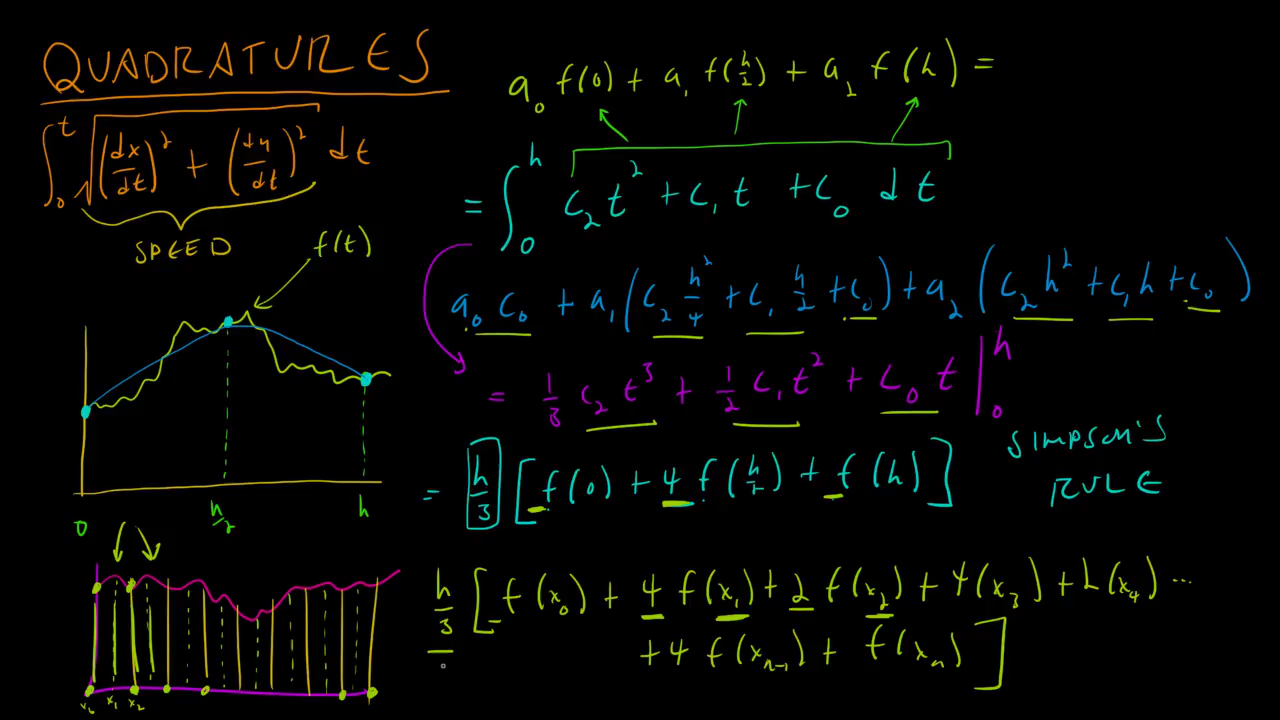 QUADRATURES
∫₀ᵗ √((dx/dt)² + (dy/dt)²) dt
SPEED
f(t)
0 h/2 h
x₀ x₁ x₂
a₀ f(0) + a₁ f(h/2) + a₂ f(h) =
= ∫₀ʰ c₂t² + c₁t + c₀ dt
a₀c₀ + a₁(c₂ h²/4 + c₁ h/2 + c₀) + a₂(c₂h² + c₁h + c₀)
= 1/3 c₂t³ + 1/2 c₁t² + c₀t |₀ʰ
= h/3 [f(0) + 4 f(h/2) + f(h)]
SIMPSON'S
RULE
h/3 [f(x₀) + 4 f(x₁) + 2 f(x₂) + 4(x₃) + 2(x₄) ...
+ 4 f(xₙ₋₁) + f(xₙ)]